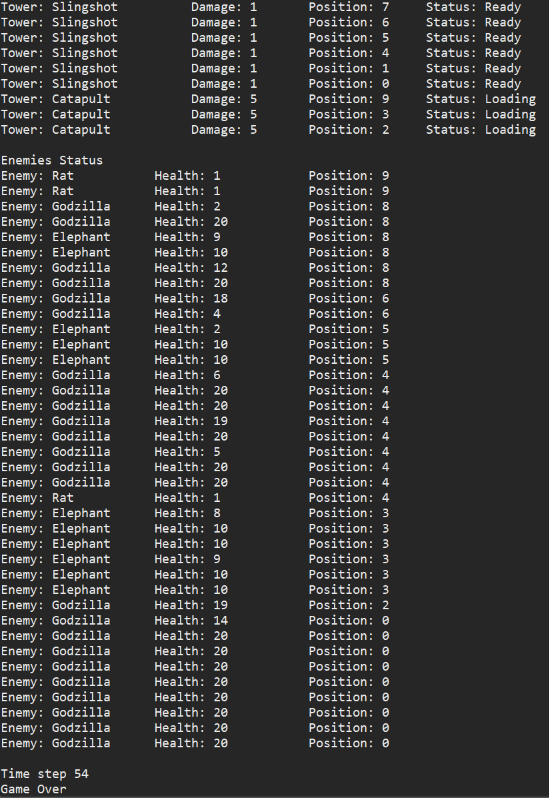 Tower: Slingshot Damage: 1 Position: 7 Status: Ready
Tower: Slingshot Damage: 1 Position: 6 Status: Ready
Tower: Slingshot Damage: 1 Position: 5 Status: Ready
Tower: Slingshot Damage: 1 Position: 4 Status: Ready
Tower: Slingshot Damage: 1 Position: 1 Status: Ready
Tower: Slingshot Damage: 1 Position: 0 Status: Ready
Tower: Catapult Damage: 5 Position: 9 Status: Loading
Tower: Catapult Damage: 5 Position: 3 Status: Loading
Tower: Catapult Damage: 5 Position: 2 Status: Loading
Enemies Status
Enemy: Rat Health: 1 Position: 9
Enemy: Rat Health: 1 Position: 9
Enemy: Godzilla Health: 2 Position: 8
Enemy: Godzilla Health: 20 Position: 8
Enemy: Elephant Health: 9 Position: 8
Enemy: Elephant Health: 10 Position: 8
Enemy: Godzilla Health: 12 Position: 8
Enemy: Godzilla Health: 20 Position: 8
Enemy: Godzilla Health: 18 Position: 6
Enemy: Godzilla Health: 4 Position: 6
Enemy: Elephant Health: 2 Position: 5
Enemy: Elephant Health: 10 Position: 5
Enemy: Elephant Health: 10 Position: 5
Enemy: Godzilla Health: 6 Position: 4
Enemy: Godzilla Health: 20 Position: 4
Enemy: Godzilla Health: 20 Position: 4
Enemy: Godzilla Health: 19 Position: 4
Enemy: Godzilla Health: 20 Position: 4
Enemy: Godzilla Health: 5 Position: 4
Enemy: Godzilla Health: 20 Position: 4
Enemy: Godzilla Health: 20 Position: 4
Enemy: Rat Health: 1 Position: 4
Enemy: Elephant Health: 8 Position: 3
Enemy: Elephant Health: 10 Position: 3
Enemy: Elephant Health: 10 Position: 3
Enemy: Elephant Health: 9 Position: 3
Enemy: Elephant Health: 10 Position: 3
Enemy: Elephant Health: 10 Position: 3
Enemy: Godzilla Health: 19 Position: 2
Enemy: Godzilla Health: 14 Position: 0
Enemy: Godzilla Health: 20 Position: 0
Enemy: Godzilla Health: 20 Position: 0
Enemy: Godzilla Health: 20 Position: 0
Enemy: Godzilla Health: 20 Position: 0
Enemy: Godzilla Health: 20 Position: 0
Enemy: Godzilla Health: 20 Position: 0
Enemy: Godzilla Health: 20 Position: 0
Enemy: Godzilla Health: 20 Position: 0
Time step 54
Game Over